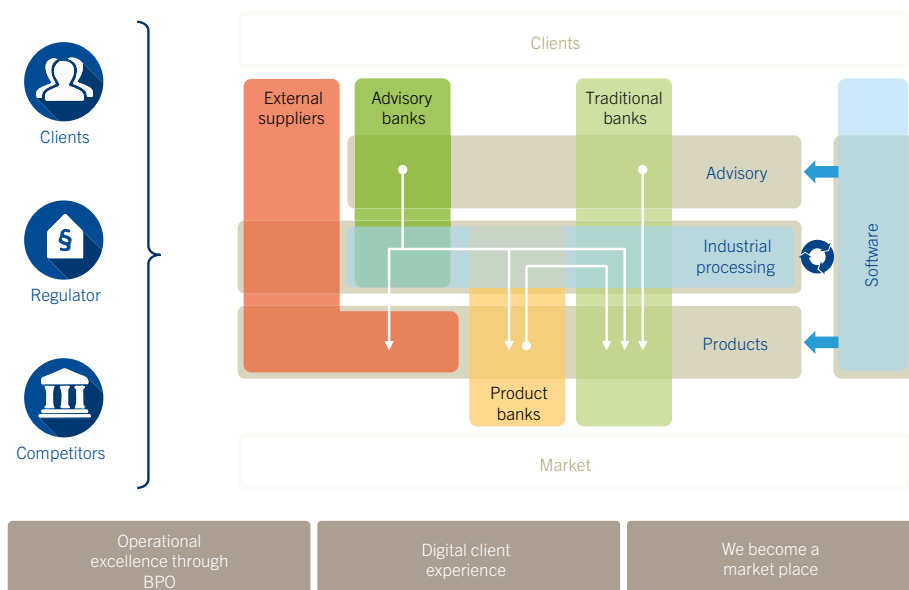 Clients
External
suppliers
Advisory
banks
Traditional
banks
Clients
Advisory
§
Regulator
Industrial
processing
Software
Products
Product
banks
Competitors
Market
Operational
excellence through
BPO
Digital client
experience
We become a
market place